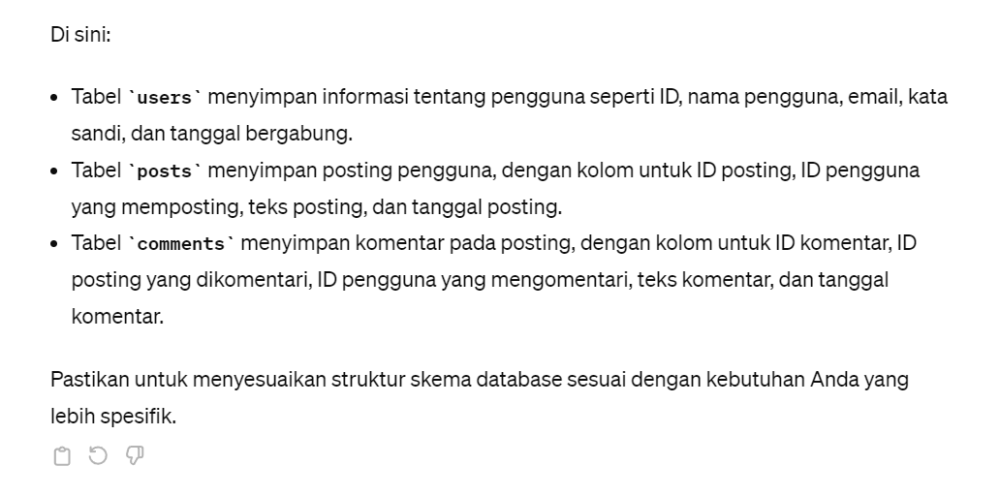 Di sini:
• Tabel `users` menyimpan informasi tentang pengguna seperti ID, nama pengguna, email, kata
sandi, dan tanggal bergabung.
• Tabel `posts` menyimpan posting pengguna, dengan kolom untuk ID posting, ID pengguna
yang memposting, teks posting, dan tanggal posting.
• Tabel `comments` menyimpan komentar pada posting, dengan kolom untuk ID komentar, ID
posting yang dikomentari, ID pengguna yang mengomentari, teks komentar, dan tanggal
komentar.
Pastikan untuk menyesuaikan struktur skema database sesuai dengan kebutuhan Anda yang
lebih spesifik.